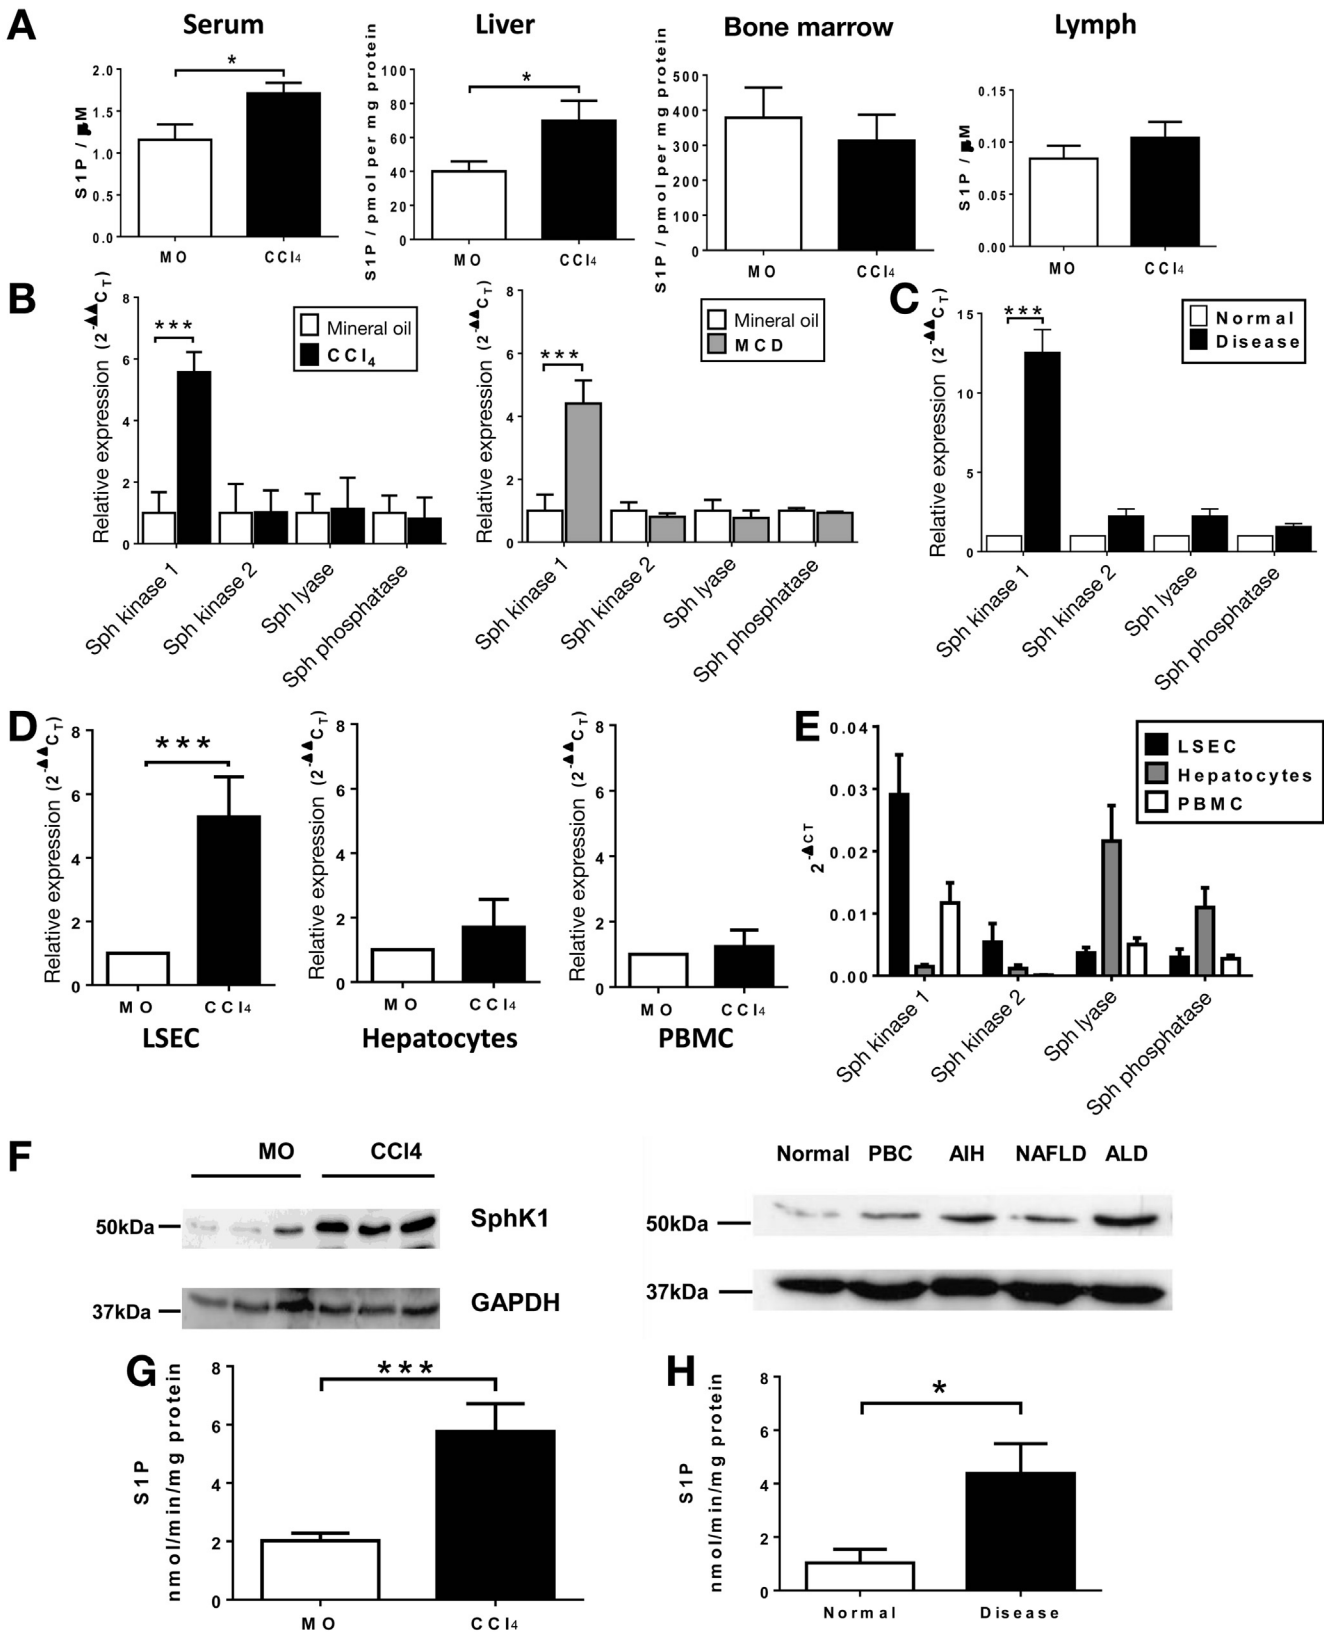 A
Serum
Liver
Bone marrow
Lymph
S1P / µM
2.0
1.5
1.0
0.5
0.0
*
MO
CCl4
S1P / pmol per mg protein
100
80
60
40
20
0
*
MO
CCl4
S1P / pmol per mg protein
500
400
300
200
100
0
MO
CCl4
S1P / µM
0.15
0.10
0.05
0.00
MO
CCl4
B
Relative expression (2-▲▲CT)
8
6
4
2
0
***
Mineral oil
CCl4
Sph kinase 1
Sph kinase 2
Sph lyase
Sph phosphatase
Relative expression (2-▲▲CT)
8
6
4
2
0
***
Mineral oil
MCD
Sph kinase 1
Sph kinase 2
Sph lyase
Sph phosphatase
C
Relative expression (2-▲▲CT)
15
10
5
0
***
Normal
Disease
Sph kinase 1
Sph kinase 2
Sph lyase
Sph phosphatase
D
Relative expression (2-▲▲CT)
8
6
4
2
0
***
MO
CCl4
LSEC
Relative expression (2-▲▲CT)
8
6
4
2
0
MO
CCl4
Hepatocytes
Relative expression (2-▲▲CT)
8
6
4
2
0
MO
CCl4
PBMC
E
2-▲CT
0.04
0.03
0.02
0.01
0.00
LSEC
Hepatocytes
PBMC
Sph kinase 1
Sph kinase 2
Sph lyase
Sph phosphatase
F
MO
CCl4
50kDa
SphK1
37kDa
GAPDH
Normal
PBC
AIH
NAFLD
ALD
50kDa
37kDa
G
S1P
nmol/min/mg protein
8
6
4
2
0
***
MO
CCl4
H
S1P
nmol/min/mg protein
8
6
4
2
0
*
Normal
Disease